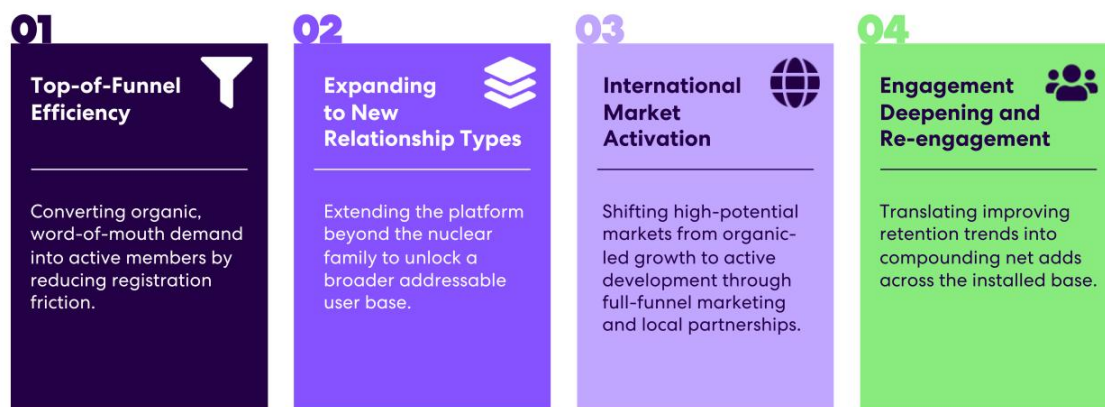 01
Top-of-Funnel
Efficiency
Converting organic,
word-of-mouth demand
into active members by
reducing registration
friction.
02
Expanding
to New
Relationship Types
Extending the platform
beyond the nuclear
family to unlock a
broader addressable
user base.
03
International
Market
Activation
Shifting high-potential
markets from organic-
led growth to active
development through
full-funnel marketing
and local partnerships.
04
Engagement
Deepening and
Re-engagement
Translating improving
retention trends into
compounding net adds
across the installed base.